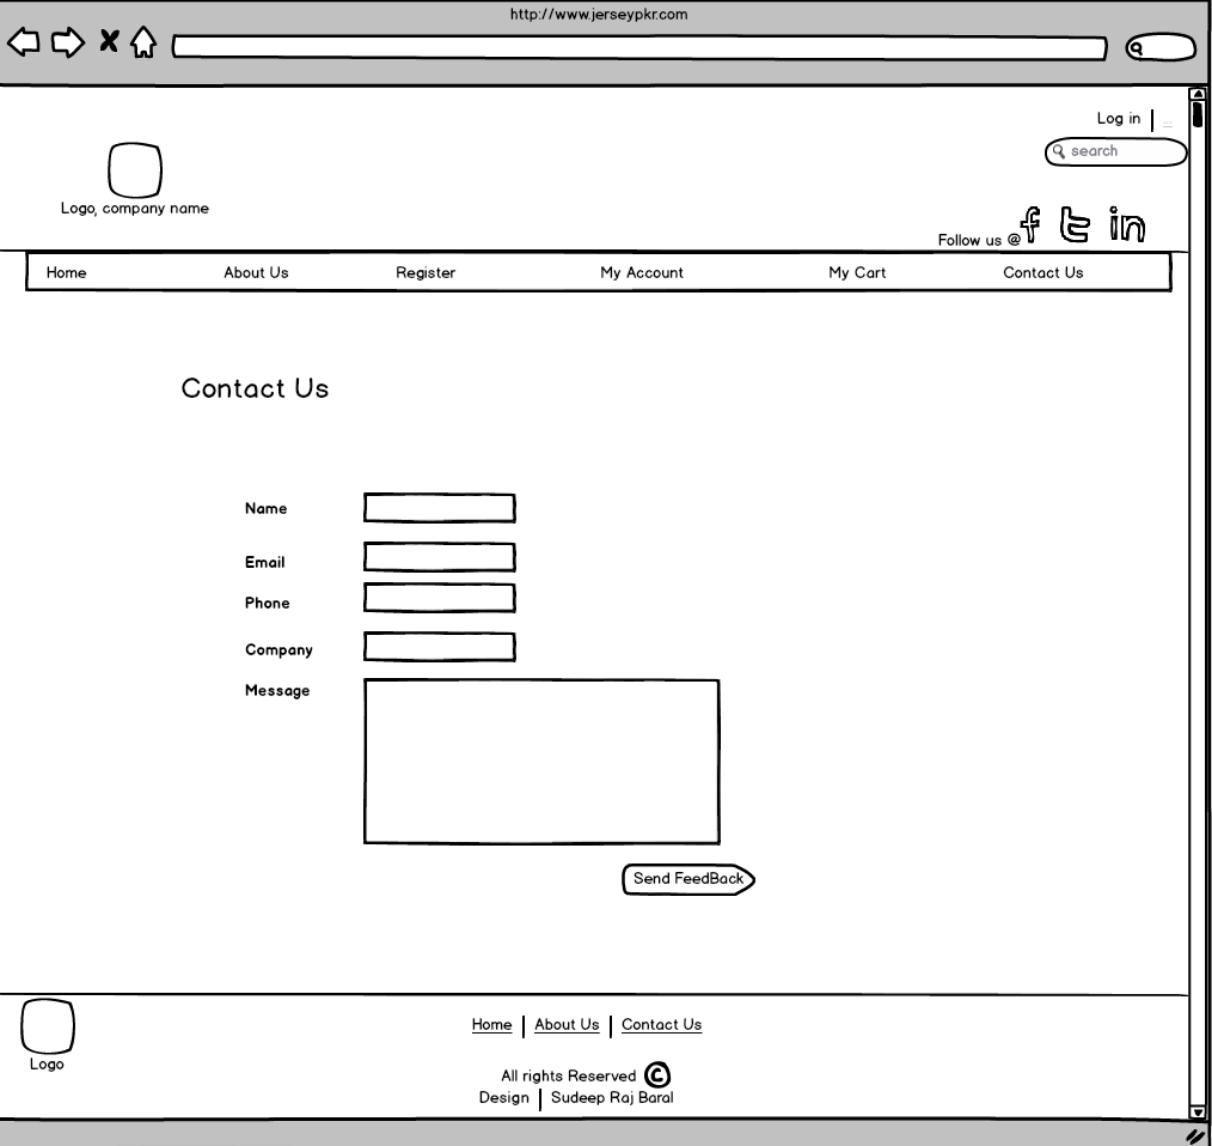 http://www.jerseypkr.com
Log in
search
Logo, company name
Follow us @ f t in
Home About Us Register My Account My Cart Contact Us
Contact Us
Name
Email
Phone
Company
Message
Send FeedBack
Home | About Us | Contact Us
Logo
All rights Reserved ©
Design | Sudeep Raj Baral